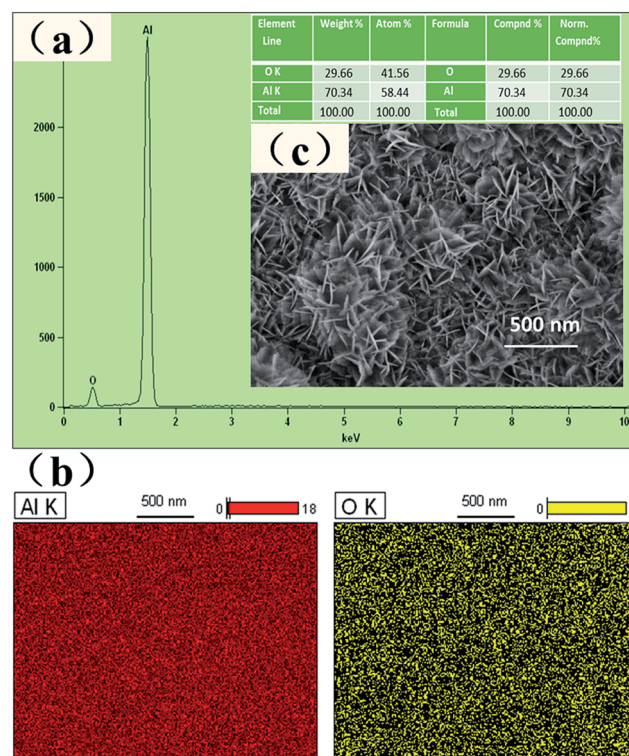 (a)
Al
Element Line Weight % Atom % Formula Compnd % Norm. Compnd%
O K 29.66 41.56 O 29.66 29.66
Al K 70.34 58.44 Al 70.34 70.34
Total 100.00 100.00 Total 100.00 100.00
(c)
500 nm
2000
1500
1000
500
0
O
0 1 2 3 4 5 6 7 8 9 10
keV
(b)
Al K 500 nm 0 18
O K 500 nm 0